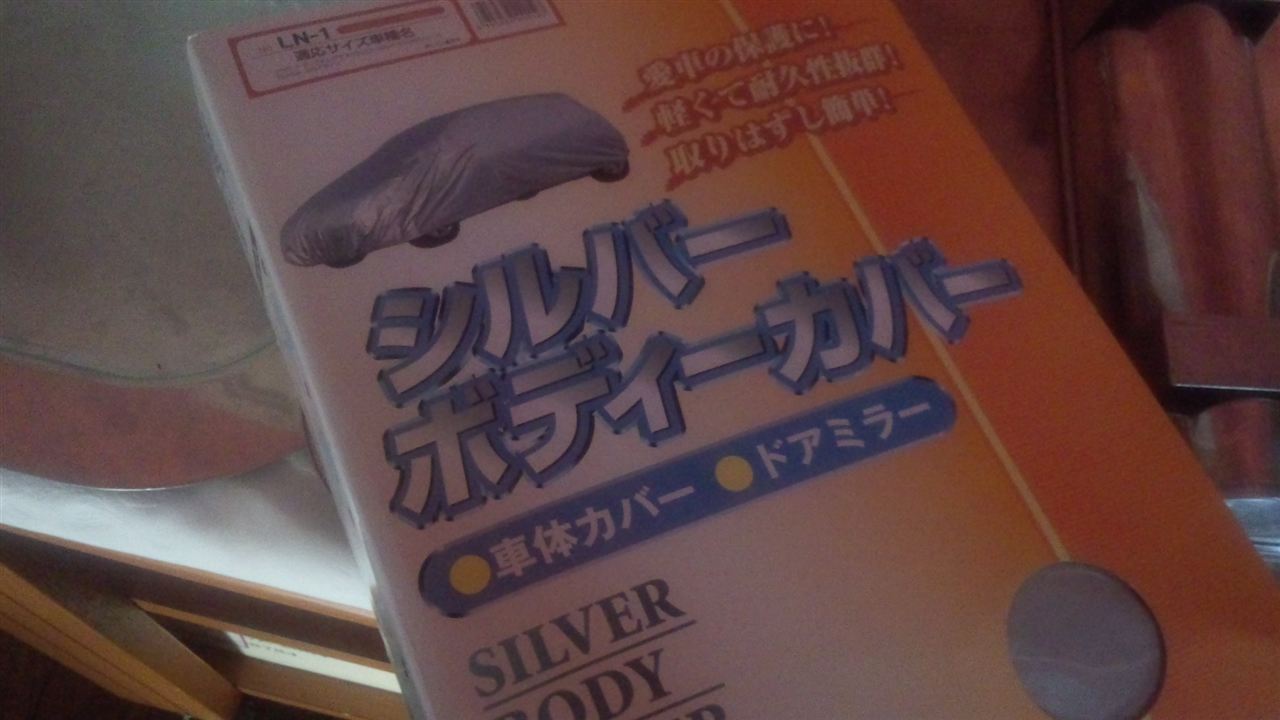 No. LN-1
適応サイズ車種名
愛車の保護に!
軽くて耐久性抜群!
取りはずし簡単!
シルバー
ボディーカバー
●車体カバー ●ドアミラー
SILVER
BODY